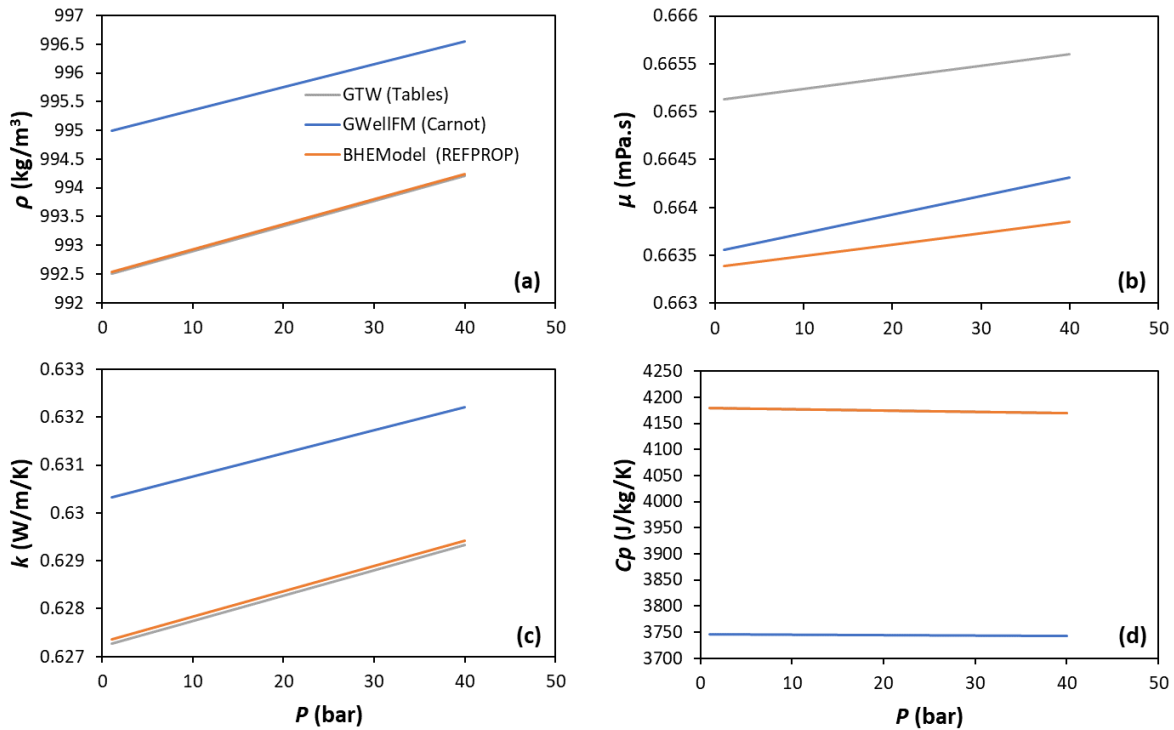 997
996.5
996
995.5
995
994.5
994
993.5
993
992.5
992
ρ (kg/m³)
GTW (Tables)
GWellFM (Carnot)
BHEModel (REFPROP)
(a)
0 10 20 30 40 50
0.666
0.6655
0.665
0.6645
0.664
0.6635
0.663
μ (mPa.s)
(b)
0 10 20 30 40 50
0.633
0.632
0.631
0.63
0.629
0.628
0.627
k (W/m/K)
(c)
0 10 20 30 40 50
P (bar)
4250
4200
4150
4100
4050
4000
3950
3900
3850
3800
3750
3700
Cp (J/kg/K)
(d)
0 10 20 30 40 50
P (bar)